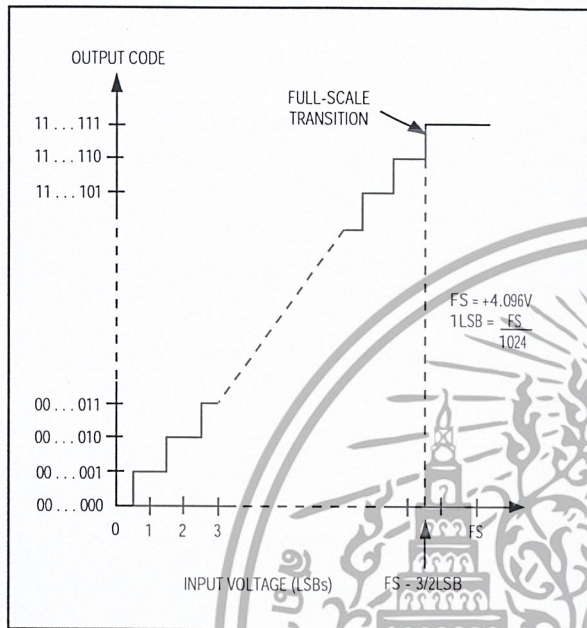 OUTPUT CODE
FULL-SCALE
TRANSITION
11 . . . 111
11 . . . 110
11 . . . 101
FS = +4.096V
1LSB = FS
1024
00 . . . 011
00 . . . 010
00 . . . 001
00 . . . 000
0 1 2 3 FS
INPUT VOLTAGE (LSBs) FS - 3/2LSB